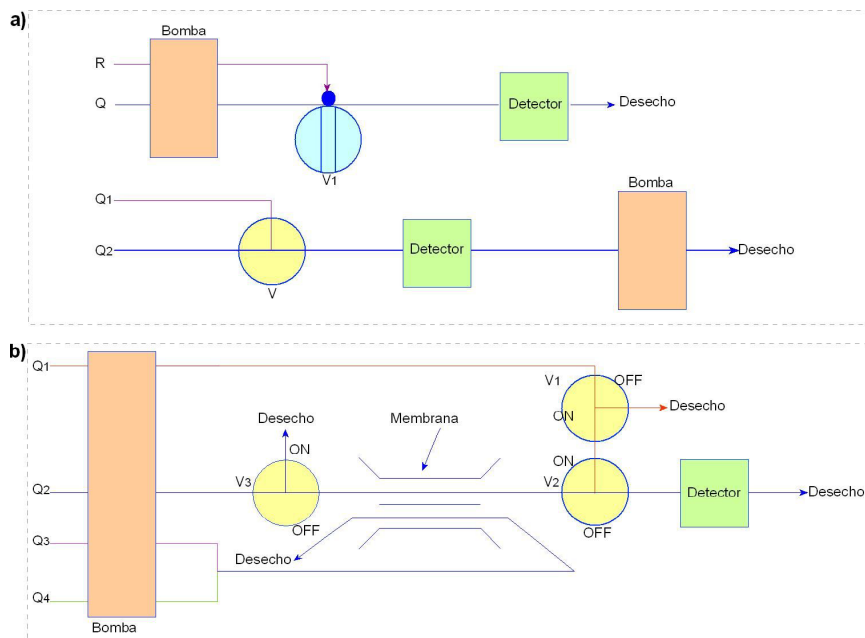 a)
Bomba
R
Q
Detector
Desecho
V1
Bomba
Q1
Q2
Detector
Desecho
V
b)
Q1
V1
OFF
Desecho
Membrana
Desecho
ON
ON
ON
Q2
V3
V2
Detector
Desecho
OFF
OFF
Q3
Desecho
Q4
Bomba